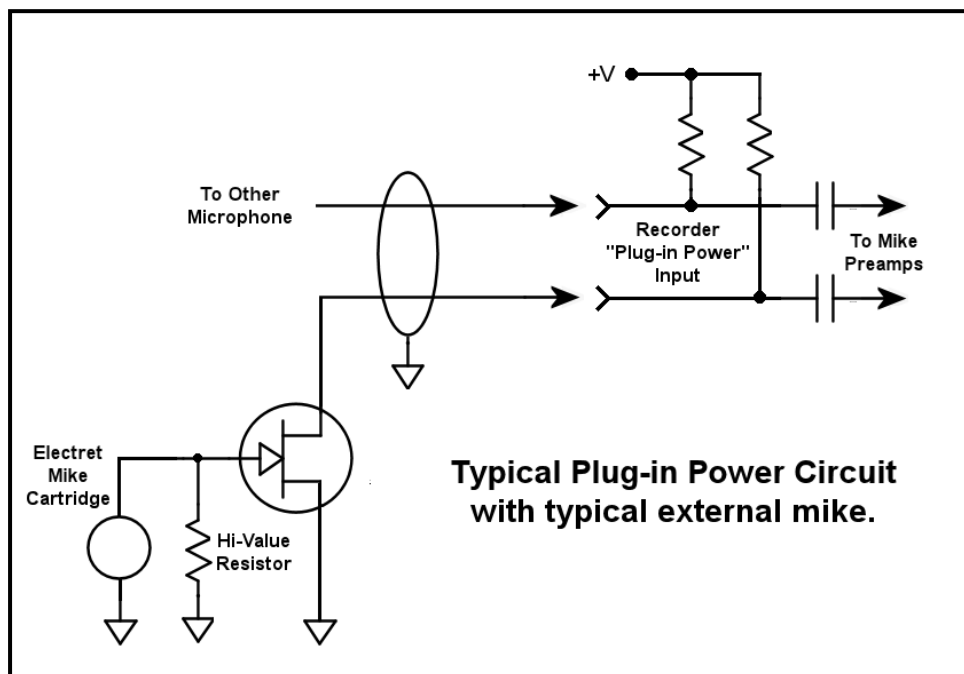 +V
To Other
Microphone
Recorder
"Plug-in Power"
Input
To Mike
Preamps
Electret
Mike
Cartridge
Hi-Value
Resistor
Typical Plug-in Power Circuit
with typical external mike.